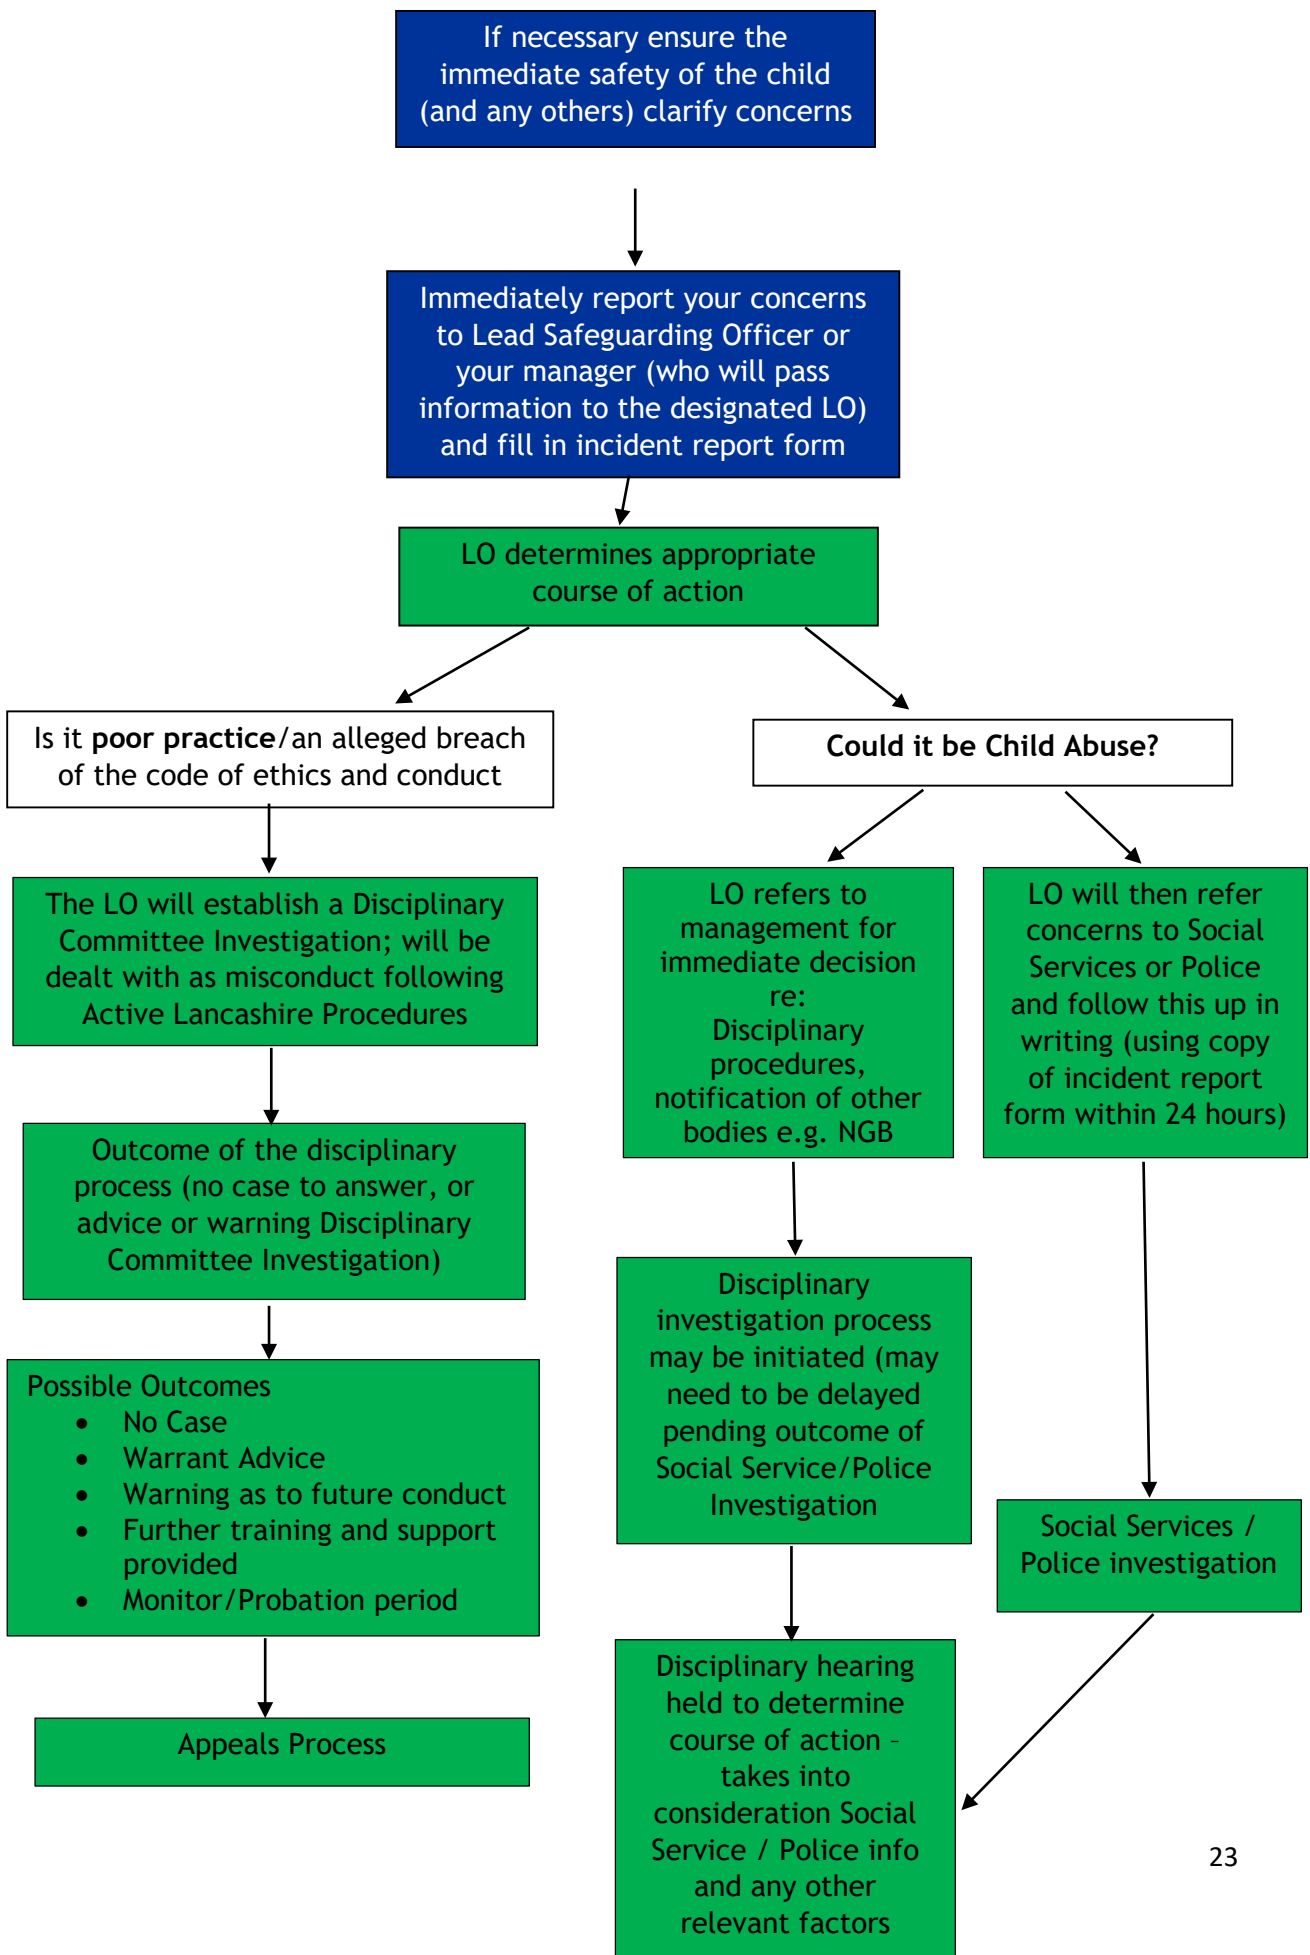 If necessary ensure the
immediate safety of the child
(and any others) clarify concerns
Immediately report your concerns
to Lead Safeguarding Officer or
your manager (who will pass
information to the designated LO)
and fill in incident report form
LO determines appropriate
course of action
Is it poor practice/an alleged breach
of the code of ethics and conduct
Could it be Child Abuse?
The LO will establish a Disciplinary
Committee Investigation; will be
dealt with as misconduct following
Active Lancashire Procedures
LO refers to
management for
immediate decision
re:
Disciplinary
procedures,
notification of other
bodies e.g. NGB
LO will then refer
concerns to Social
Services or Police
and follow this up in
writing (using copy
of incident report
form within 24 hours)
Outcome of the disciplinary
process (no case to answer, or
advice or warning Disciplinary
Committee Investigation)
Disciplinary
investigation process
may be initiated (may
need to be delayed
pending outcome of
Social Service/Police
Investigation
Possible Outcomes
• No Case
• Warrant Advice
• Warning as to future conduct
• Further training and support
provided
• Monitor/Probation period
Social Services /
Police investigation
Appeals Process
Disciplinary hearing
held to determine
course of action –
takes into
consideration Social
Service / Police info
and any other
relevant factors
23